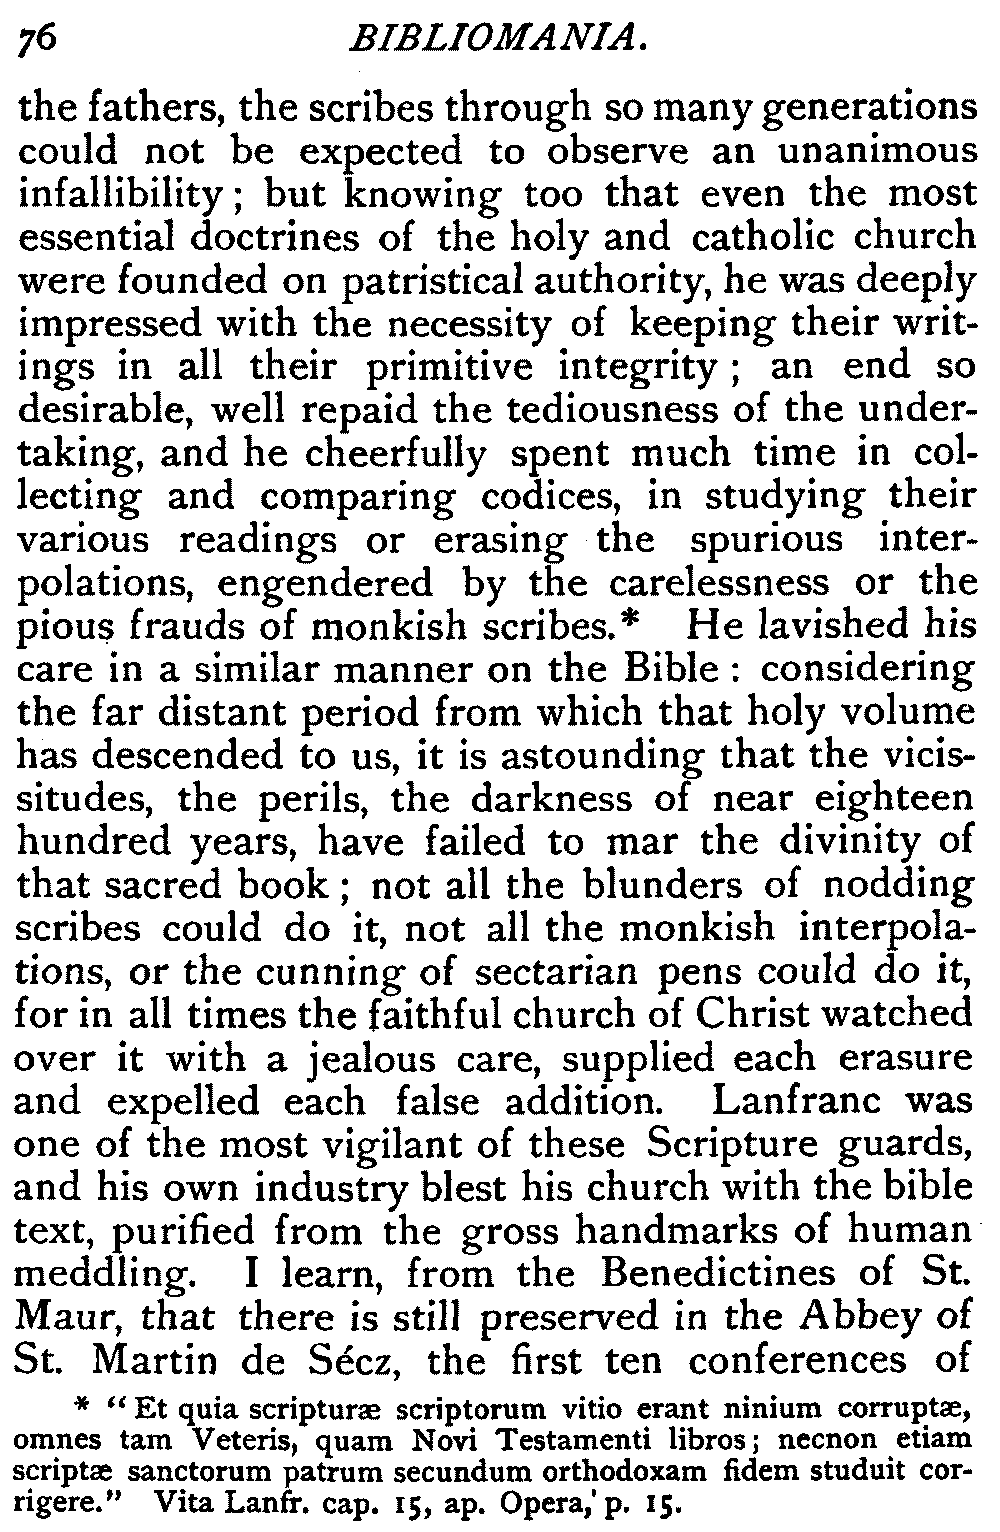 76 BIBLIOMANIA.
the fathers, the scribes through so many generations
could not be expected to observe an unanimous
infallibility ; but knowing too that even the most
essential doctrines of the holy and catholic church
were founded on patristical authority, he was deeply
impressed with the necessity of keeping their writ-
ings in all their primitive integrity ; an end so
desirable, well repaid the tediousness of the under-
taking, and he cheerfully spent much time in col-
lecting and comparing codices, in studying their
various readings or erasing the spurious inter-
polations, engendered by the carelessness or the
pious frauds of monkish scribes.* He lavished his
care in a similar manner on the Bible : considering
the far distant period from which that holy volume
has descended to us, it is astounding that the vicis-
situdes, the perils, the darkness of near eighteen
hundred years, have failed to mar the divinity of
that sacred book ; not all the blunders of nodding
scribes could do it, not all the monkish interpola-
tions, or the cunning of sectarian pens could do it,
for in all times the faithful church of Christ watched
over it with a jealous care, supplied each erasure
and expelled each false addition. Lanfranc was
one of the most vigilant of these Scripture guards,
and his own industry blest his church with the bible
text, purified from the gross handmarks of human
meddling. I learn, from the Benedictines of St.
Maur, that there is still preserved in the Abbey of
St. Martin de Sécz, the first ten conferences of
* “ Et quia scripturæ scriptorum vitio erant ninium corruptæ,
omnes tam Veteris, quam Novi Testamenti libros; necnon etiam
scriptæ sanctorum patrum secundum orthodoxam fidem studuit cor-
rigere.” Vita Lanfr. cap. 15, ap. Opera,' p. 15.